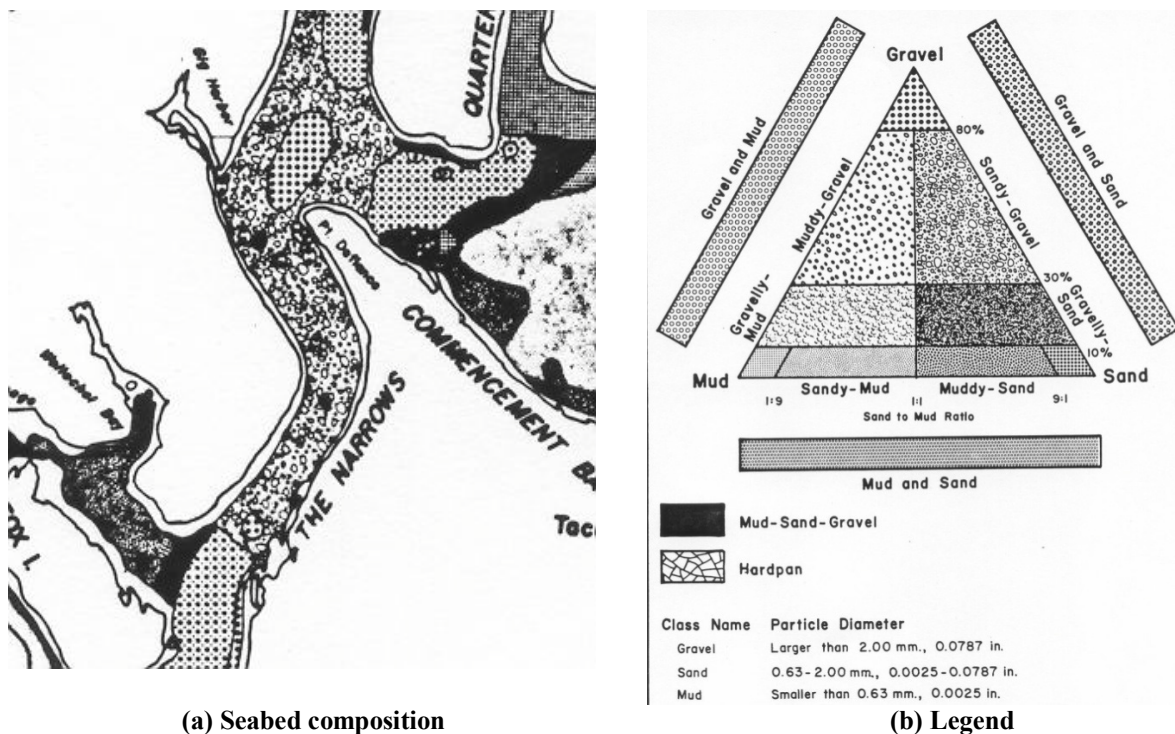 Gig Harbor
QUARTER
Pt. Defiance
COMMENCEMENT BA
THE NARROWS
Wollochet Bay
OX I.
Tac
(a) Seabed composition
Gravel
80%
Gravel and Mud
Gravel and Sand
Muddy-Gravel
Sandy-Gravel
30%
Gravelly-
Mud
Gravelly-
Sand
10%
Mud
Sandy-Mud
Muddy-Sand
Sand
1:9
1:1
9:1
Sand to Mud Ratio
Mud and Sand
Mud-Sand-Gravel
Hardpan
Class Name Particle Diameter
Gravel Larger than 2.00 mm., 0.0787 in.
Sand 0.63-2.00 mm., 0.0025-0.0787 in.
Mud Smaller than 0.63 mm., 0.0025 in.
(b) Legend